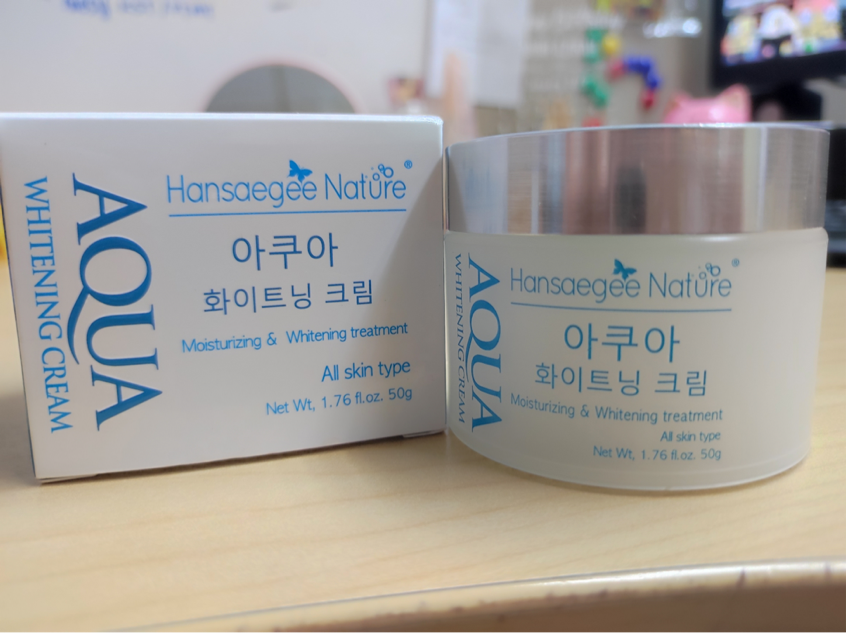 Hansaegee Nature®
아쿠아
화이트닝 크림
Moisturizing & Whitening treatment
All skin type
Net Wt, 1.76 fl.oz. 50g
AQUA
WHITENING CREAM
Hansaegee Nature®
아쿠아
화이트닝 크림
Moisturizing & Whitening treatment
All skin type
Net Wt, 1.76 fl.oz. 50g
AQUA
WHITENING CREAM